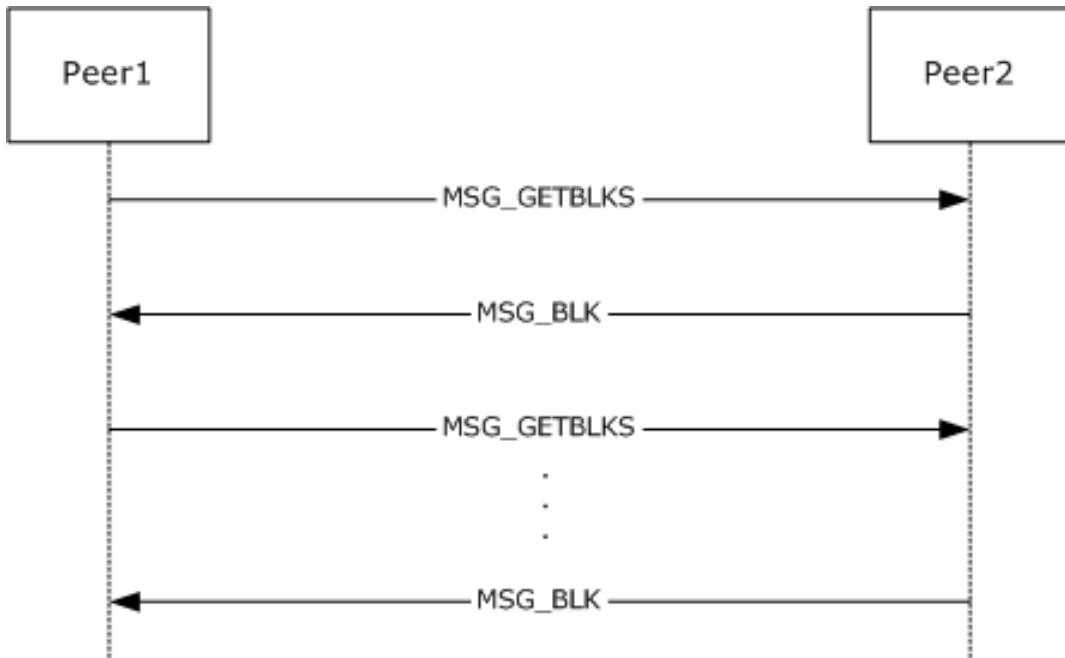 Peer1
Peer2
MSG_GETBLKS
MSG_BLK
MSG_GETBLKS
.
.
.
MSG_BLK